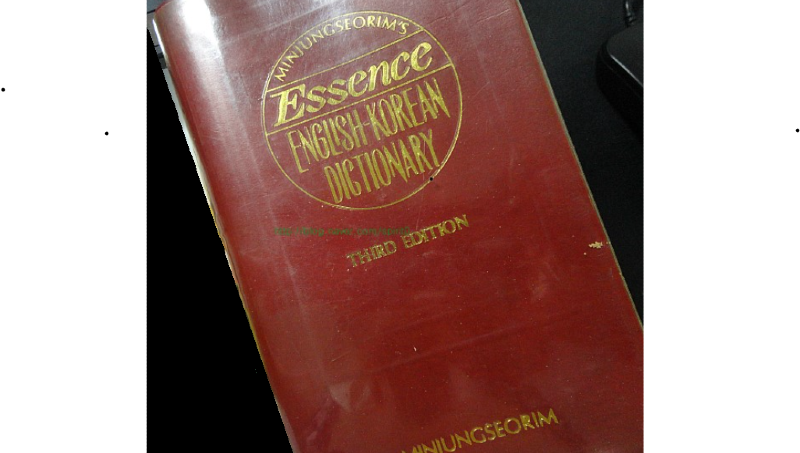 MINJUNGSEORIM'S
Essence
ENGLISH-KOREAN
DICTIONARY
THIRD EDITION
MINJUNGSEORIM